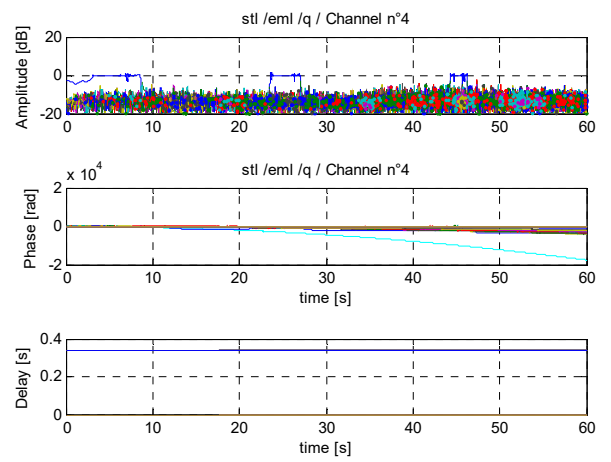 stl /eml /q / Channel n°4
Amplitude [dB]
0
-20
0 10 20 30 40 50 60
x 10^4
stl /eml /q / Channel n°4
Phase [rad]
2
0
-2
0 10 20 30 40 50 60
time [s]
Delay [s]
0.4
0.2
0
0 10 20 30 40 50 60
time [s]